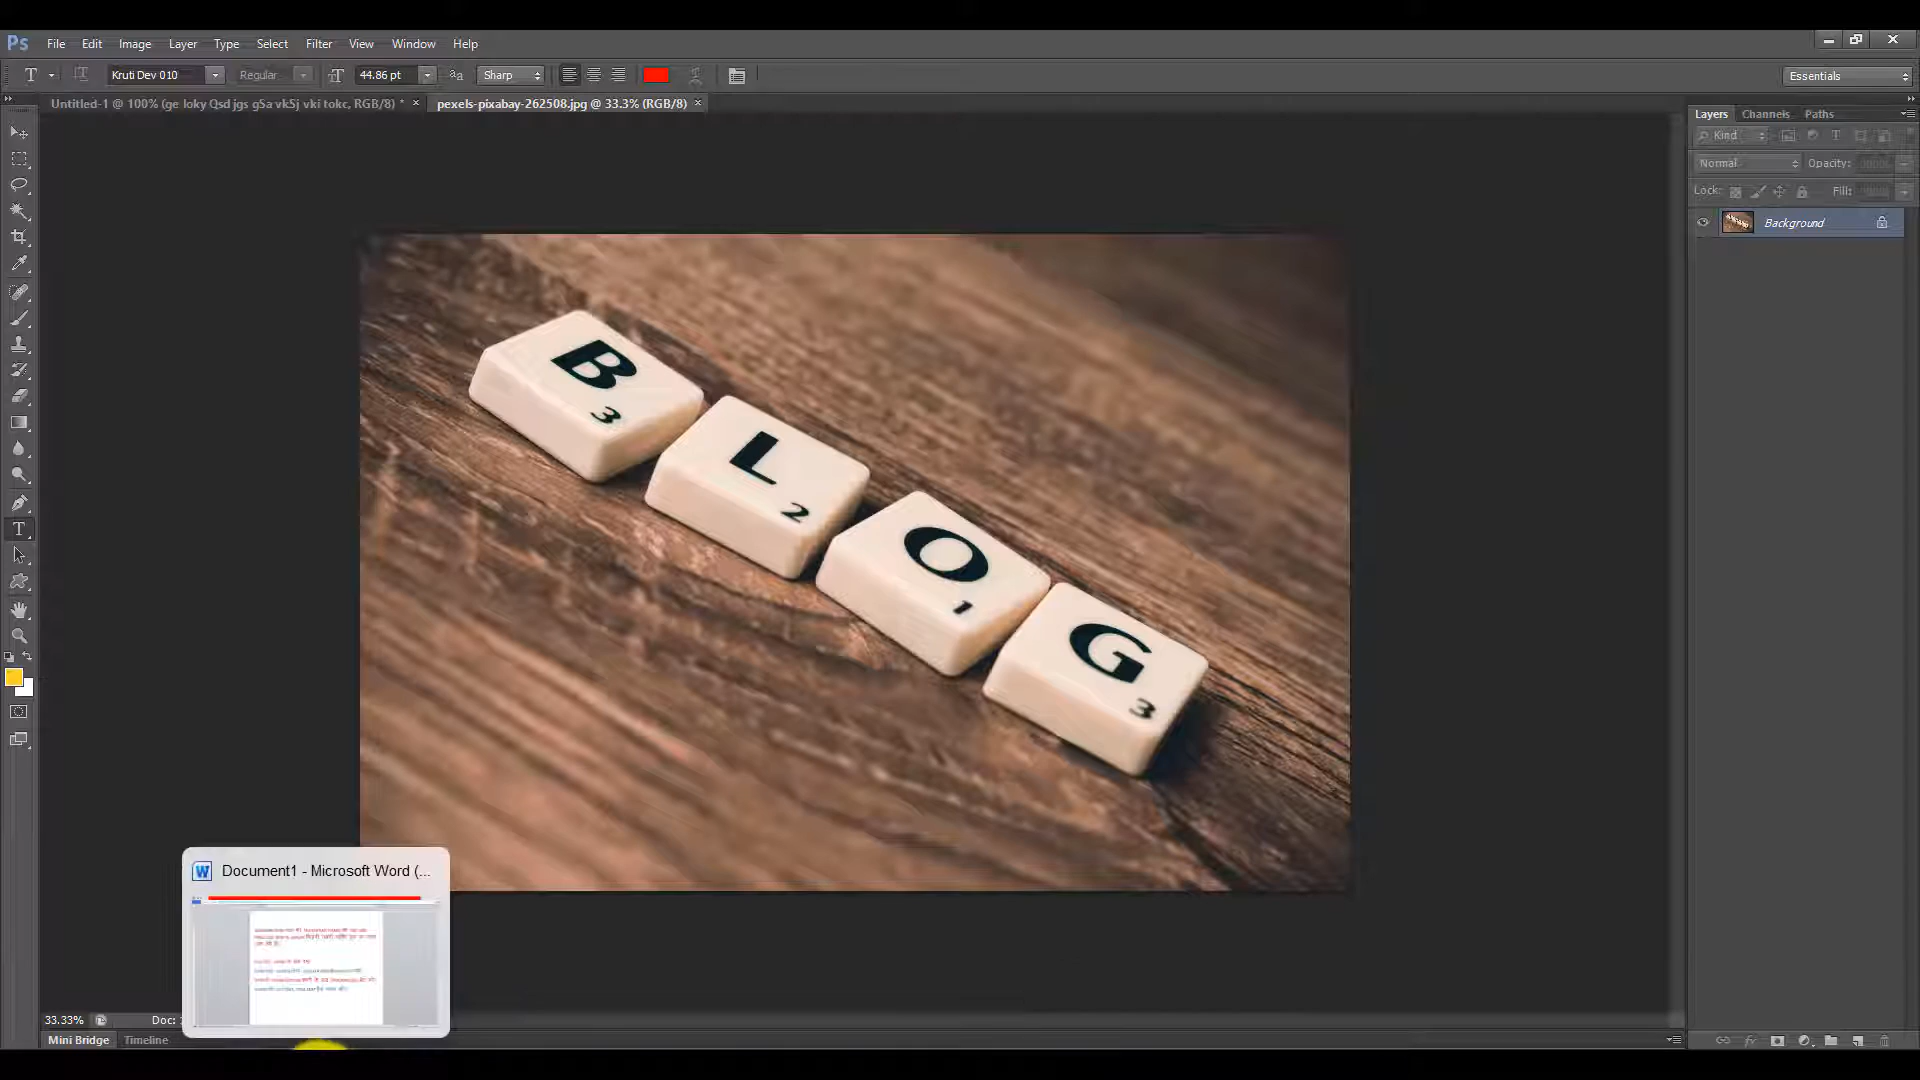 Ps File Edit Image Layer Type Select Filter View Window Help
T Kruti Dev 010 Regular 44.86 pt Sharp Essentials
Untitled-1 @ 100% (ge loky Qsd jgs gSa vkSj vki tokc, RGB/8) * × pexels-pixabay-262508.jpg @ 33.3% (RGB/8) ×
Layers Channels Paths
Kind
Normal Opacity:
Lock: Fill:
Background
B
3
L
2
O
1
G
3
Document1 - Microsoft Word (...
33.33% Doc:
Mini Bridge Timeline